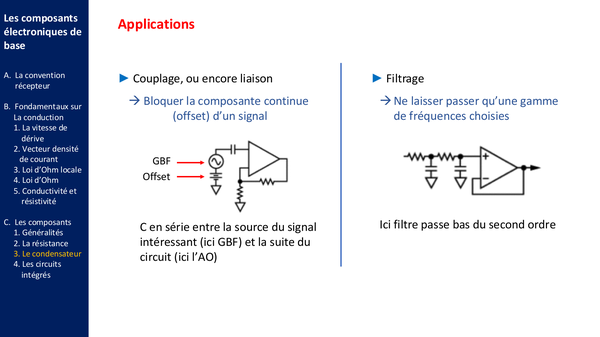 Les composants
électroniques de
base
A. La convention
récepteur
B. Fondamentaux sur
La conduction
1. La vitesse de
dérive
2. Vecteur densité
de courant
3. Loi d'Ohm locale
4. Loi d'Ohm
5. Conductivité et
résistivité
C. Les composants
1. Généralités
2. La résistance
3. Le condensateur
4. Les circuits
intégrés
Applications
► Couplage, ou encore liaison
→ Bloquer la composante continue
(offset) d'un signal
GBF
Offset
C en série entre la source du signal
intéressant (ici GBF) et la suite du
circuit (ici l'AO)
► Filtrage
→ Ne laisser passer qu'une gamme
de fréquences choisies
+
−
Ici filtre passe bas du second ordre